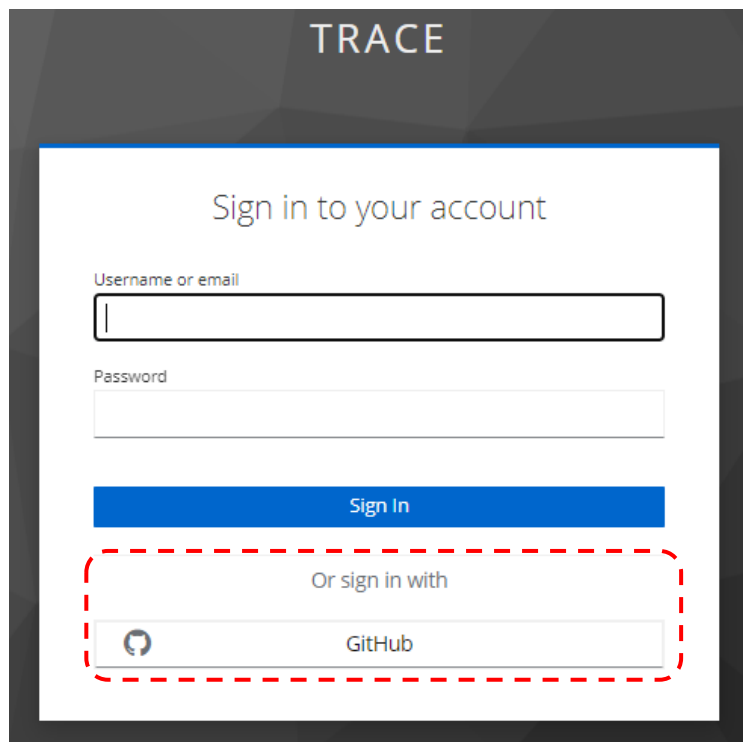 TRACE
Sign in to your account
Username or email
Password
Sign In
Or sign in with
GitHub